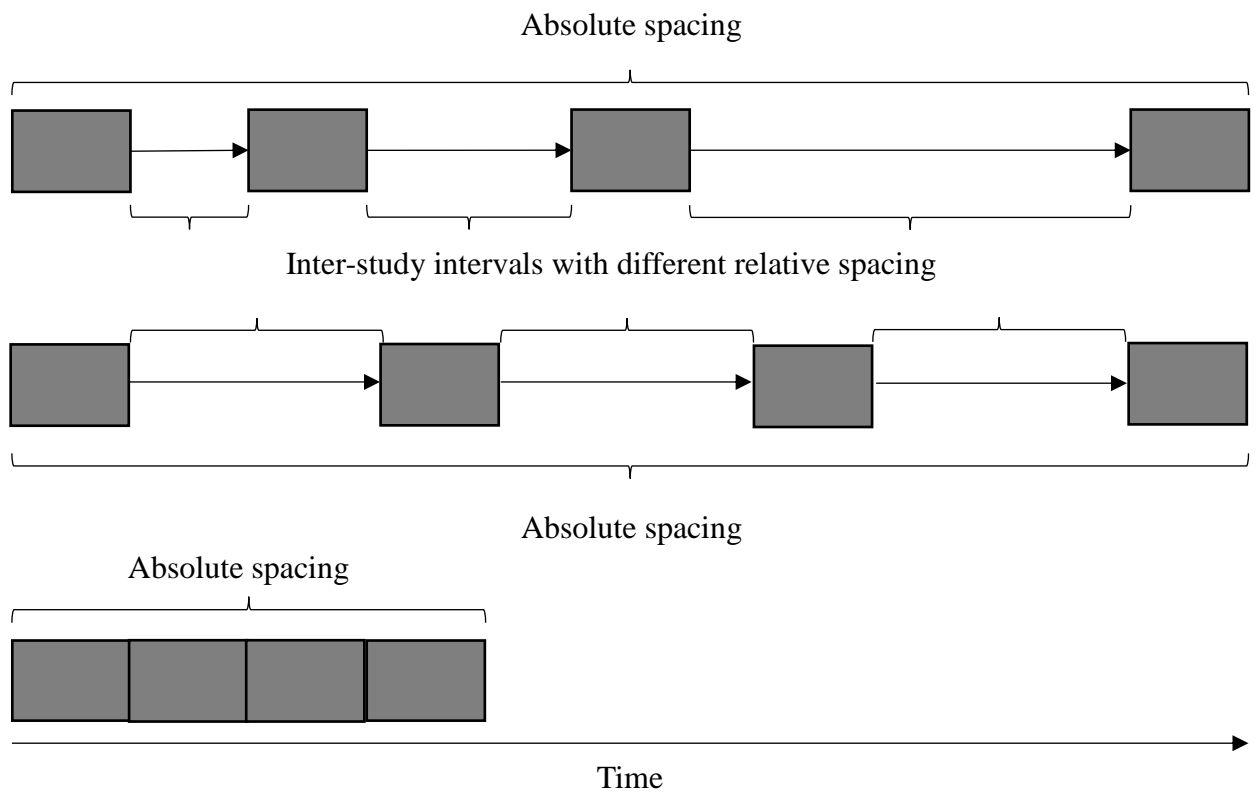 Absolute spacing
Inter-study intervals with different relative spacing
Absolute spacing
Absolute spacing
Time